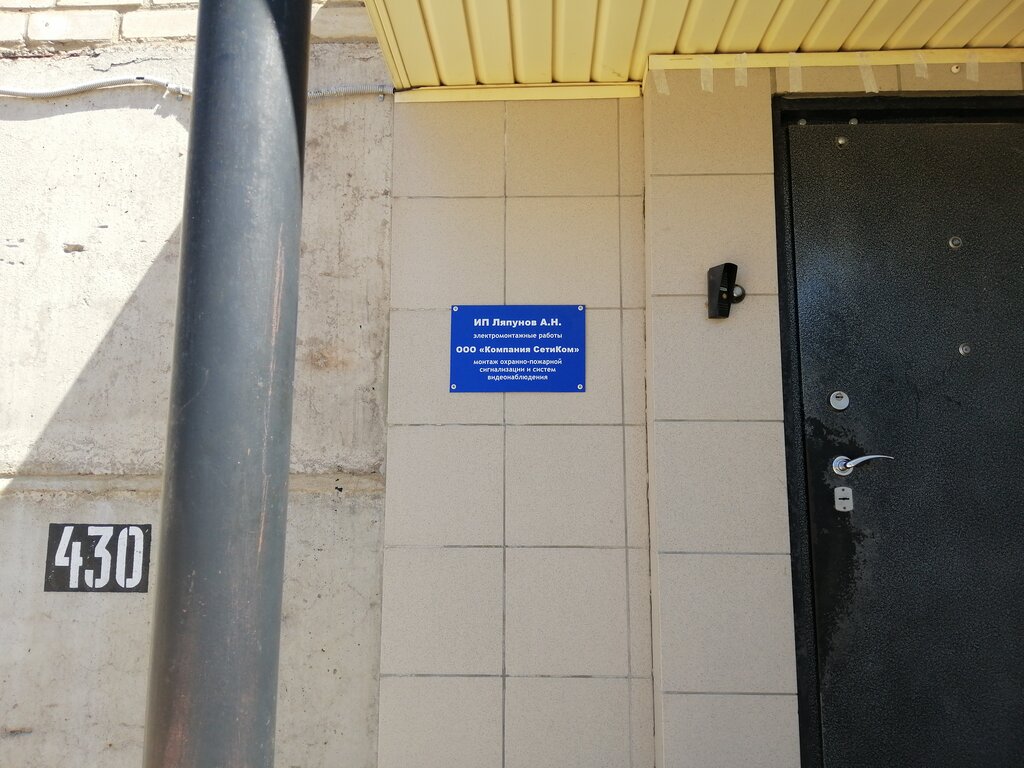 ИП Ляпунов А.Н.
электромонтажные работы
ООО «Компания СетиКом»
монтаж охранно-пожарной
сигнализации и систем
видеонаблюдения
430